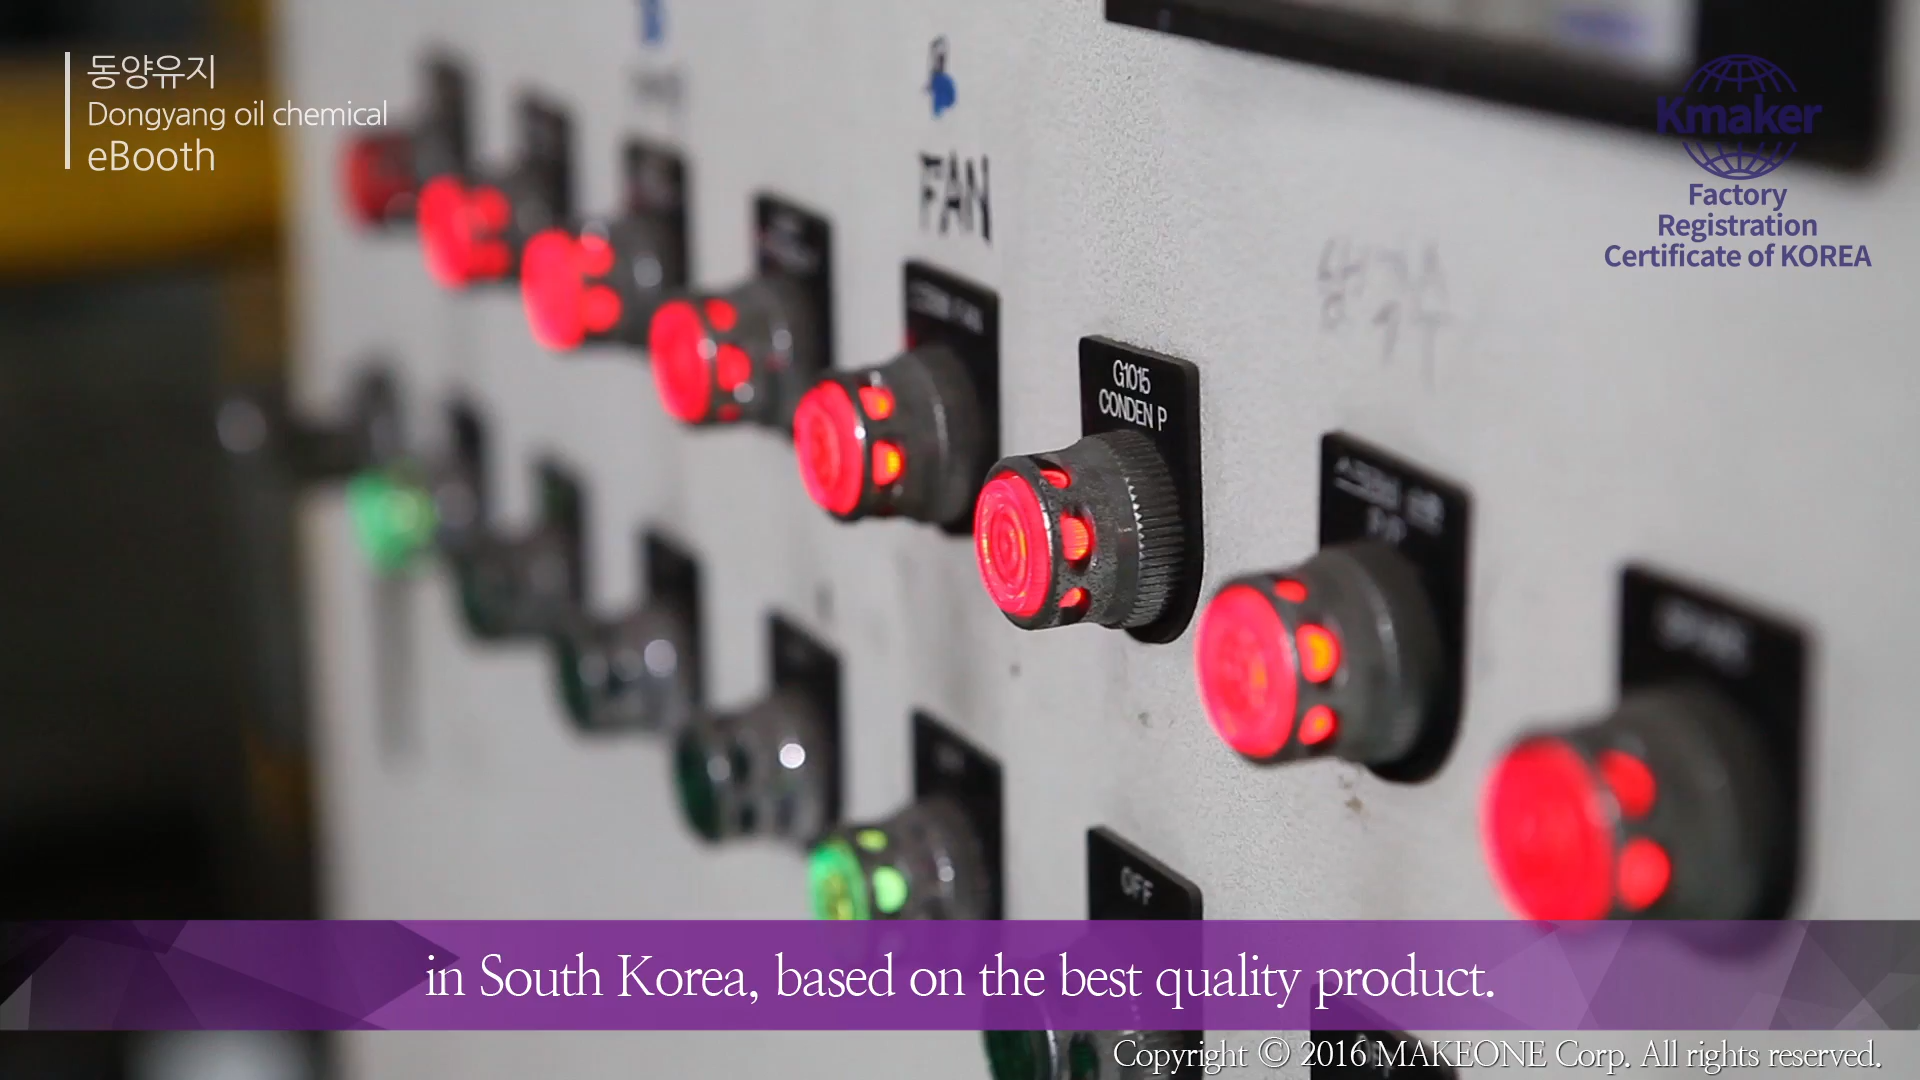 동양유지
Dongyang oil chemical
eBooth
Kmaker
Factory
Registration
Certificate of KOREA
FAN
G1015
CONDEN P
OFF
in South Korea, based on the best quality product.
Copyright © 2016 MAKEONE Corp. All rights reserved.